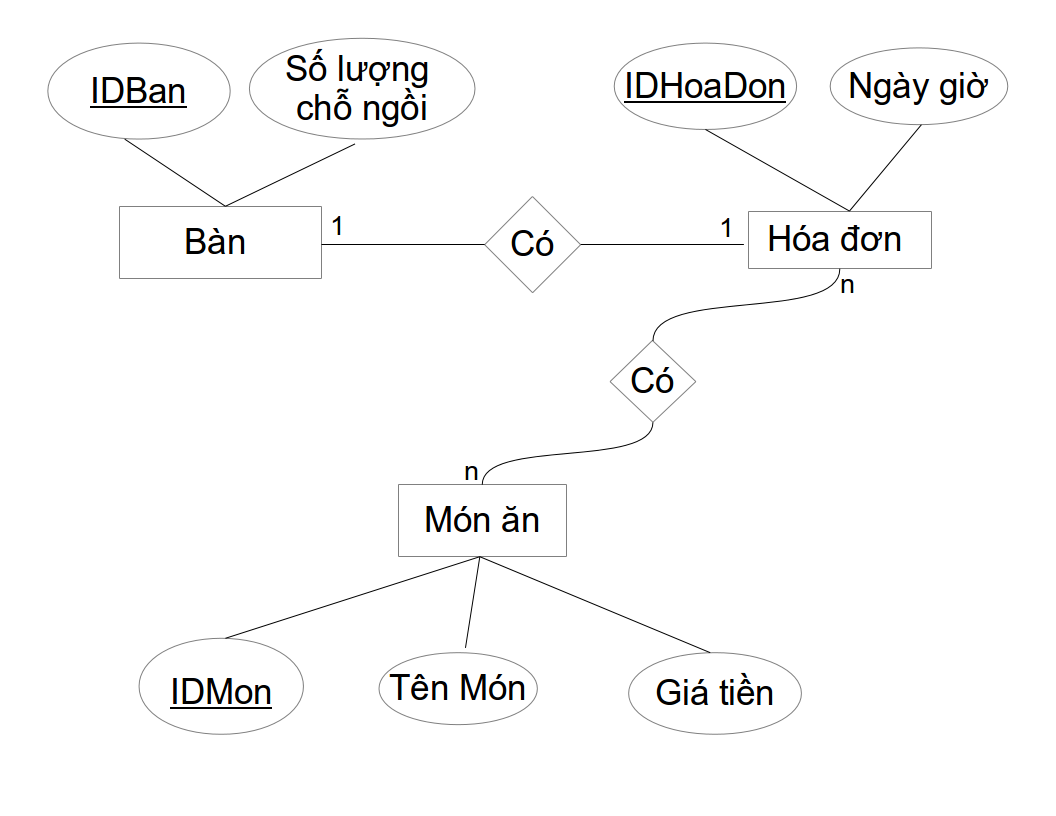 IDBan
Số lượng
chỗ ngồi
IDHoaDon
Ngày giờ
Bàn
1
Có
1
Hóa đơn
n
Có
n
Món ăn
IDMon
Tên Món
Giá tiền